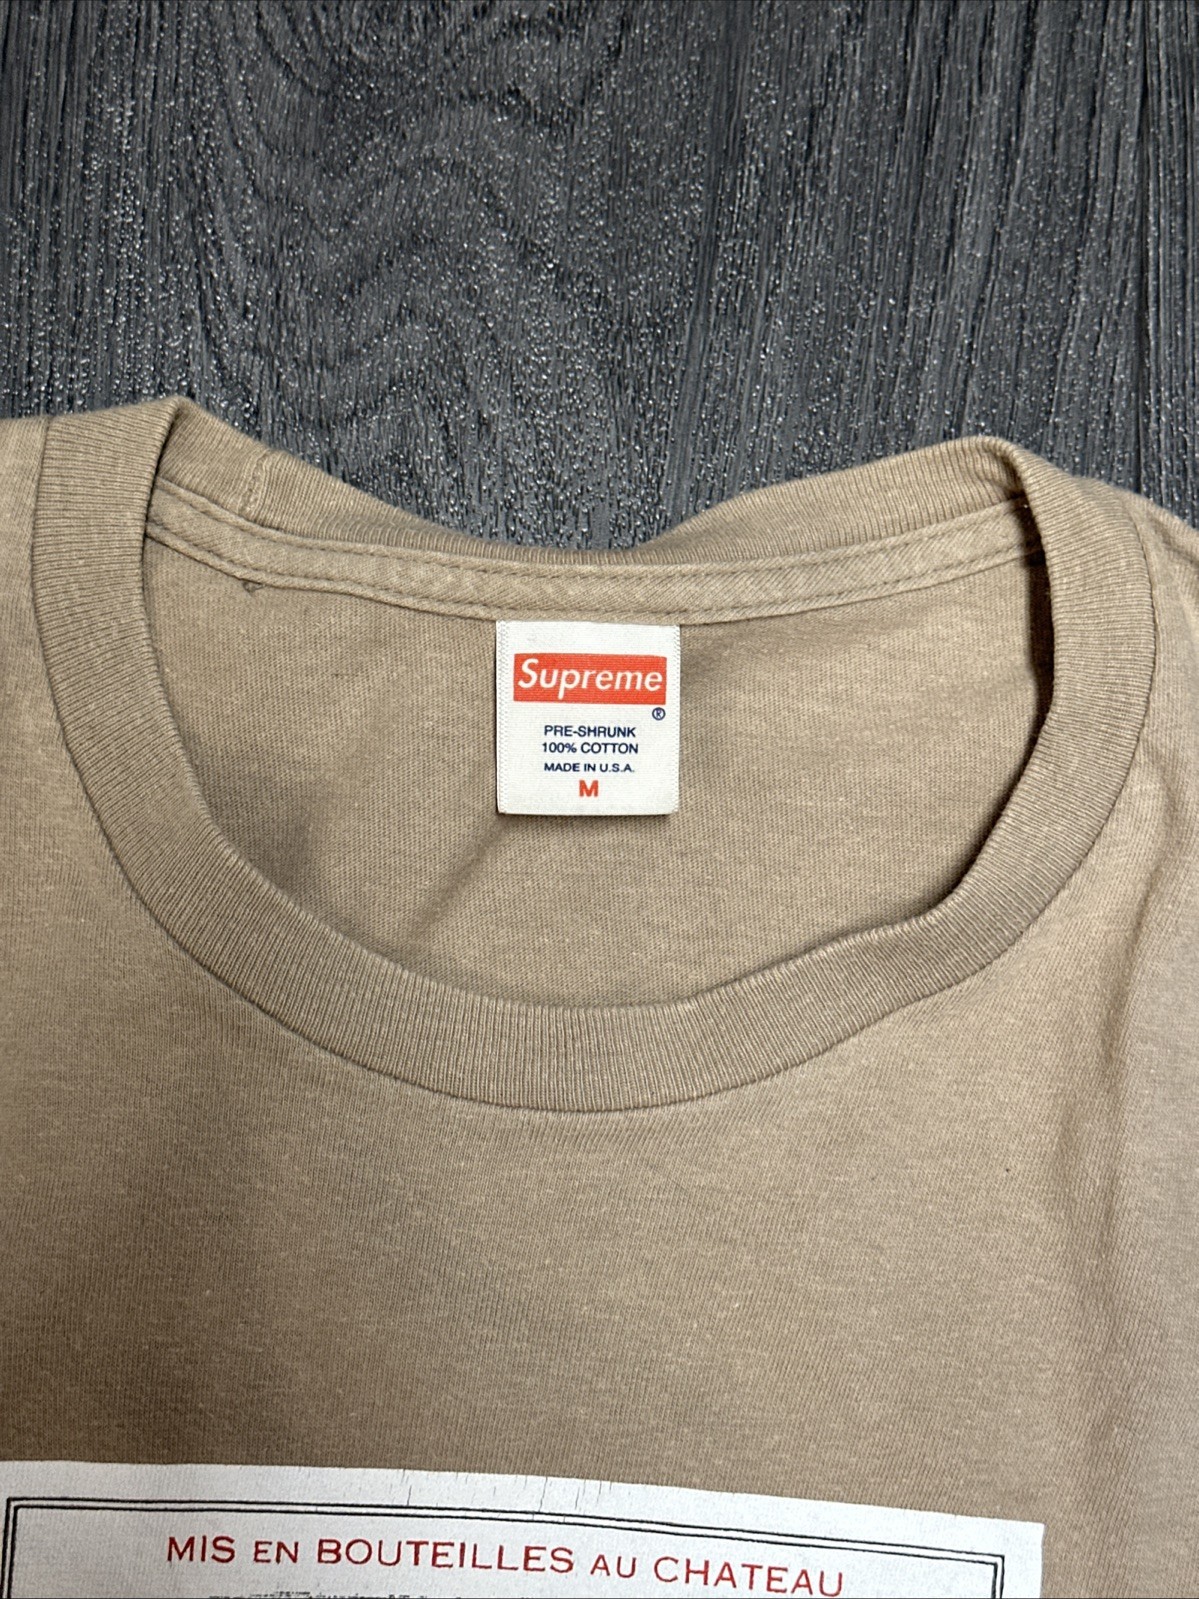 Supreme
®
PRE-SHRUNK
100% COTTON
MADE IN U.S.A.
M
MIS EN BOUTEILLES AU CHATEAU